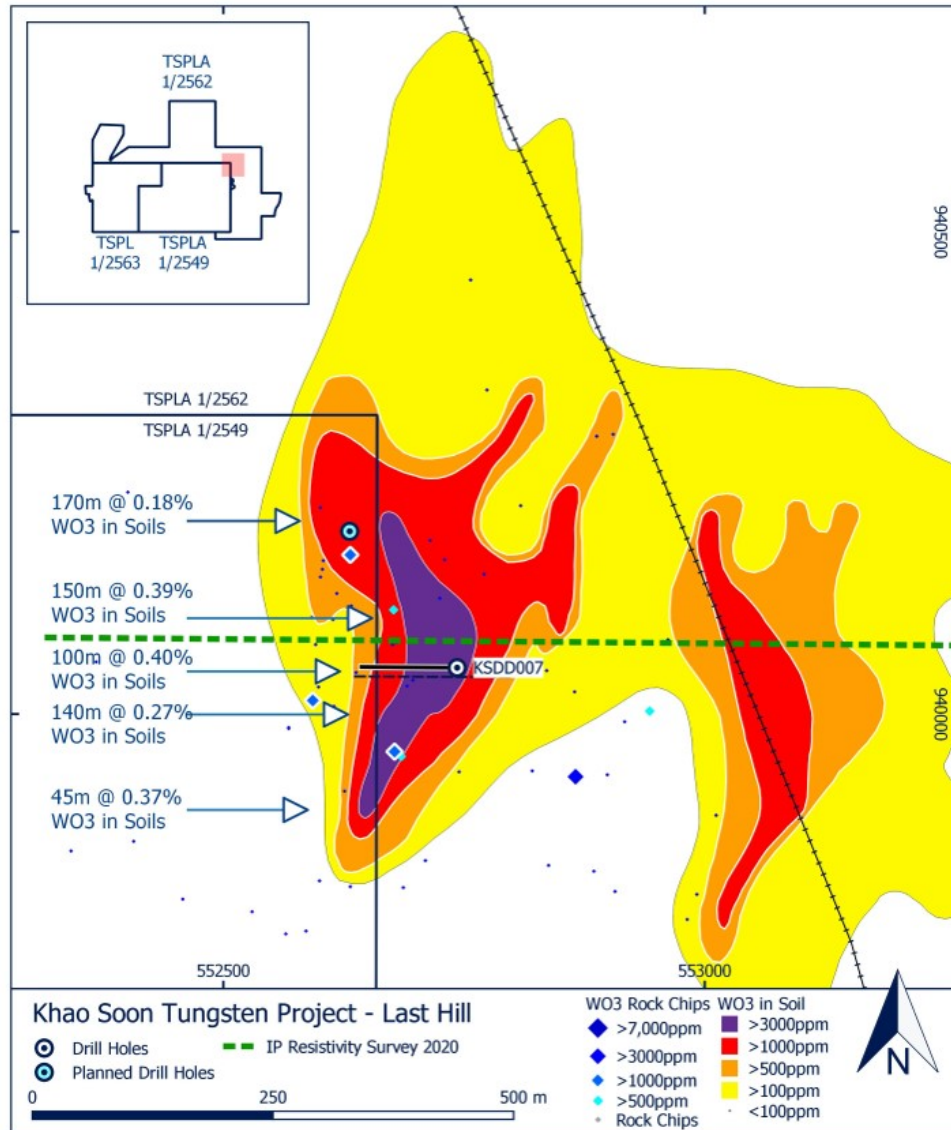 TSPLA
1/2562
TSPL
1/2563
TSPLA
1/2549
940500
TSPLA 1/2562
TSPLA 1/2549
170m @ 0.18%
WO3 in Soils
150m @ 0.39%
WO3 in Soils
100m @ 0.40%
WO3 in Soils
KSDD007
140m @ 0.27%
WO3 in Soils
940000
45m @ 0.37%
WO3 in Soils
552500
553000
Khao Soon Tungsten Project - Last Hill
Drill Holes
IP Resistivity Survey 2020
Planned Drill Holes
0
250
500 m
WO3 Rock Chips
>7,000ppm
>3000ppm
>1000ppm
>500ppm
Rock Chips
WO3 in Soil
>3000ppm
>1000ppm
>500ppm
>100ppm
<100ppm
N